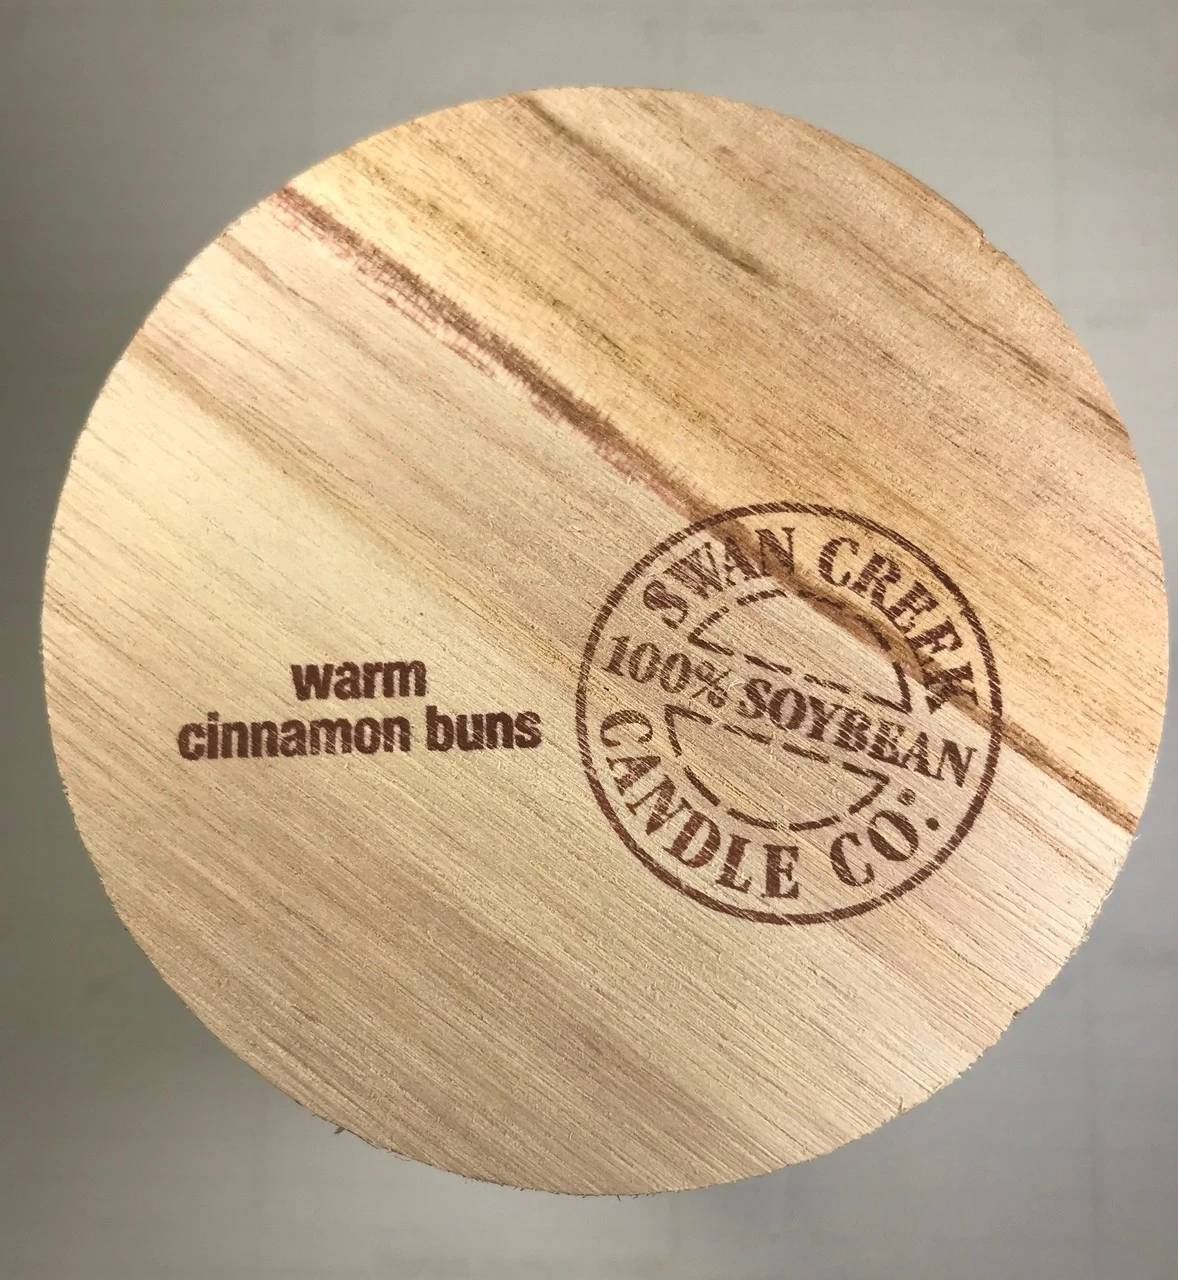 warm
cinnamon buns
SWAN CREEK
100% SOYBEAN
CANDLE CO.